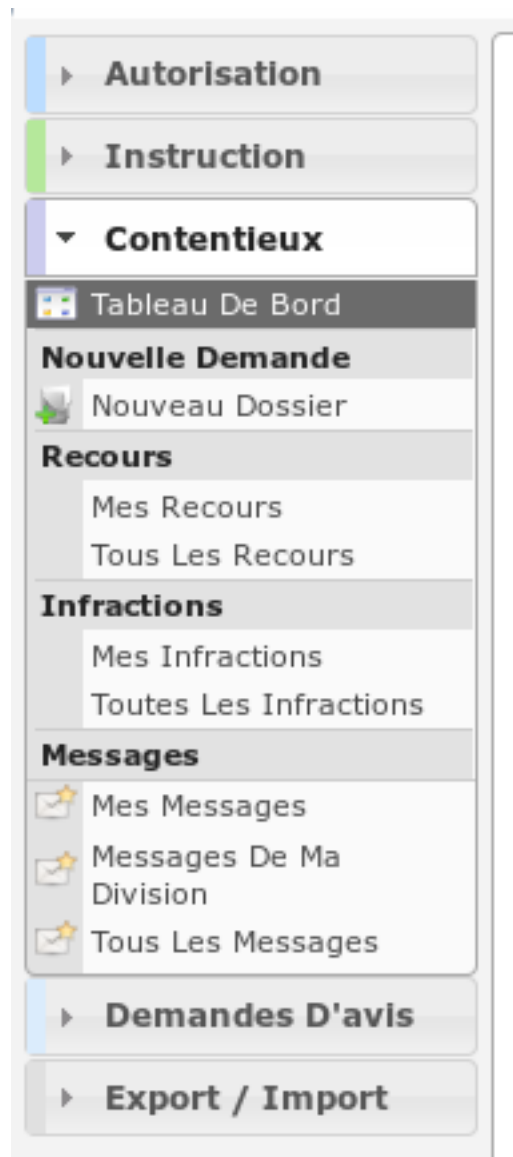 Autorisation
Instruction
Contentieux
Tableau De Bord
Nouvelle Demande
Nouveau Dossier
Recours
Mes Recours
Tous Les Recours
Infractions
Mes Infractions
Toutes Les Infractions
Messages
Mes Messages
Messages De Ma
Division
Tous Les Messages
Demandes D'avis
Export / Import